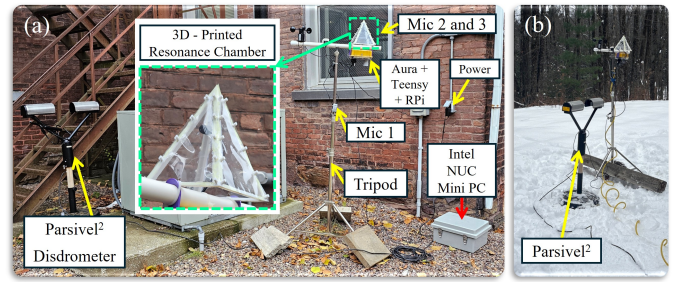 (a)
3D - Printed
Resonance Chamber
Mic 2 and 3
Aura +
Teensy
+ RPi
Power
Mic 1
Tripod
Intel
NUC
Mini PC
Parsivel²
Disdrometer
(b)
Parsivel²